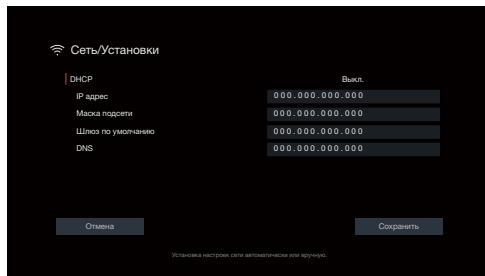 Сеть/Установки
DHCP Выкл.
IP адрес 000.000.000.000
Маска подсети 000.000.000.000
Шлюз по умолчанию 000.000.000.000
DNS 000.000.000.000
Отмена Сохранить
Установка настроек сети автоматически или вручную.